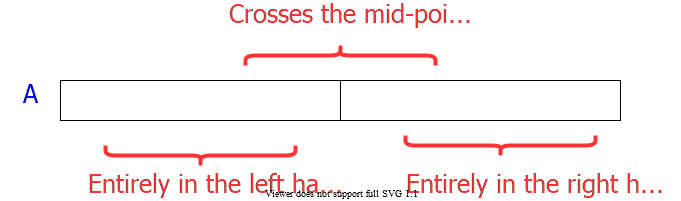 Crosses the mid-poi...
A
Entirely in the left ha...
Entirely in the right h...
Viewer does not support full SVG 1.1